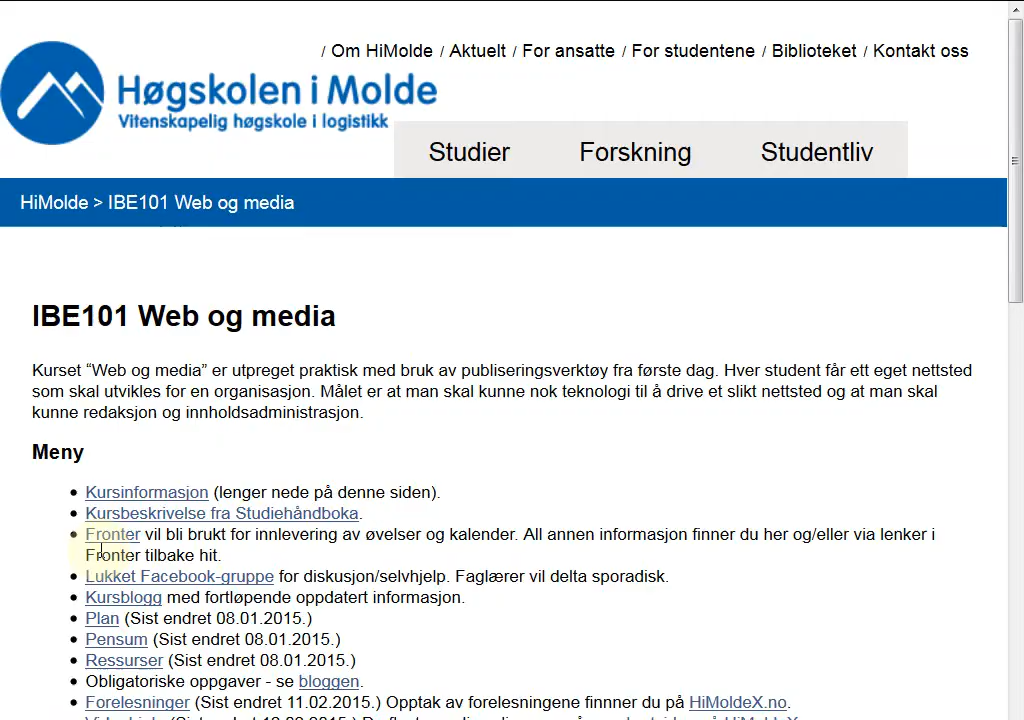 / Om HiMolde / Aktuelt / For ansatte / For studentene / Biblioteket / Kontakt oss
Høgskolen i Molde
Vitenskapelig høgskole i logistikk
Studier Forskning Studentliv
HiMolde > IBE101 Web og media
IBE101 Web og media
Kurset “Web og media” er utpreget praktisk med bruk av publiseringsverktøy fra første dag. Hver student får ett eget nettsted
som skal utvikles for en organisasjon. Målet er at man skal kunne nok teknologi til å drive et slikt nettsted og at man skal
kunne redaksjon og innholdsadministrasjon.
Meny
• Kursinformasjon (lenger nede på denne siden).
• Kursbeskrivelse fra Studiehåndboka.
• Fronter vil bli brukt for innlevering av øvelser og kalender. All annen informasjon finner du her og/eller via lenker i
Fronter tilbake hit.
• Lukket Facebook-gruppe for diskusjon/selvhjelp. Faglærer vil delta sporadisk.
• Kursblogg med fortløpende oppdatert informasjon.
• Plan (Sist endret 08.01.2015.)
• Pensum (Sist endret 08.01.2015.)
• Ressurser (Sist endret 08.01.2015.)
• Obligatoriske oppgaver - se bloggen.
• Forelesninger (Sist endret 11.02.2015.) Opptak av forelesningene finnner du på HiMoldeX.no.